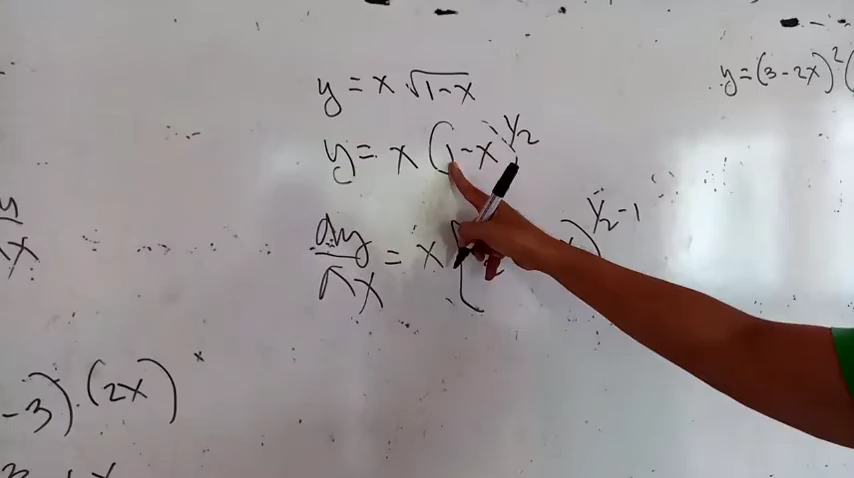 y = x √1-x
y = (3 - 2x)² (
y = x (1 - x)^1/2
dy/dx = x [ ( )^1/2 - 1
y
x
- 3) . (2x)^x